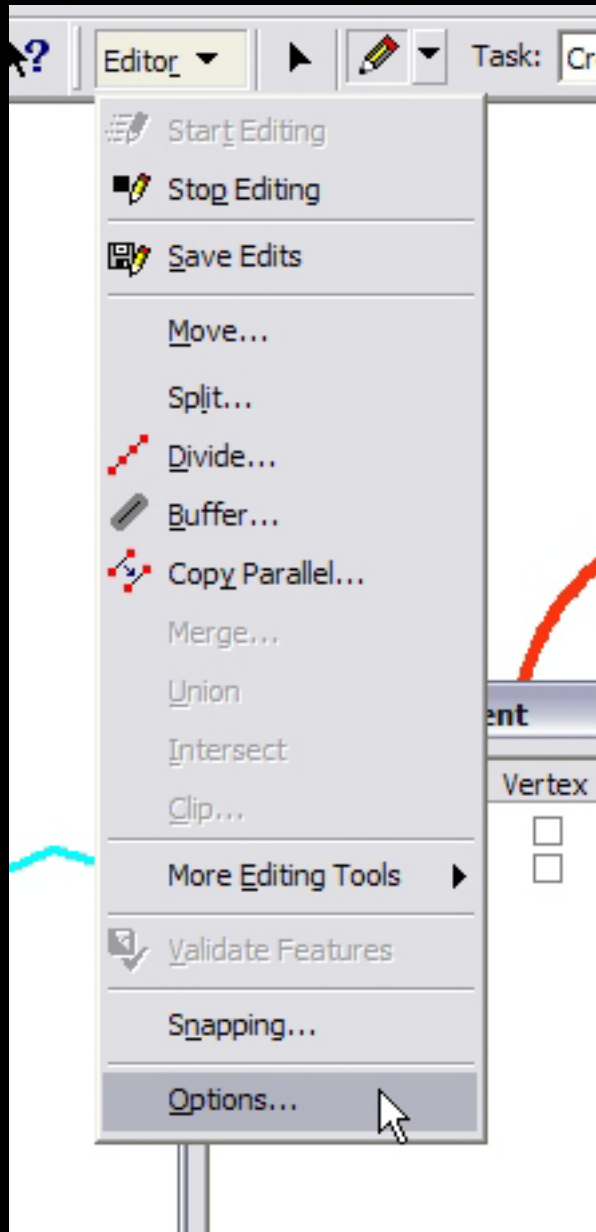 ? Editor Task: Cr
Start Editing
Stop Editing
Save Edits
Move...
Split...
Divide...
Buffer...
Copy Parallel...
Merge...
Union
ent
Intersect
Vertex
Clip...
More Editing Tools
Validate Features
Snapping...
Options...